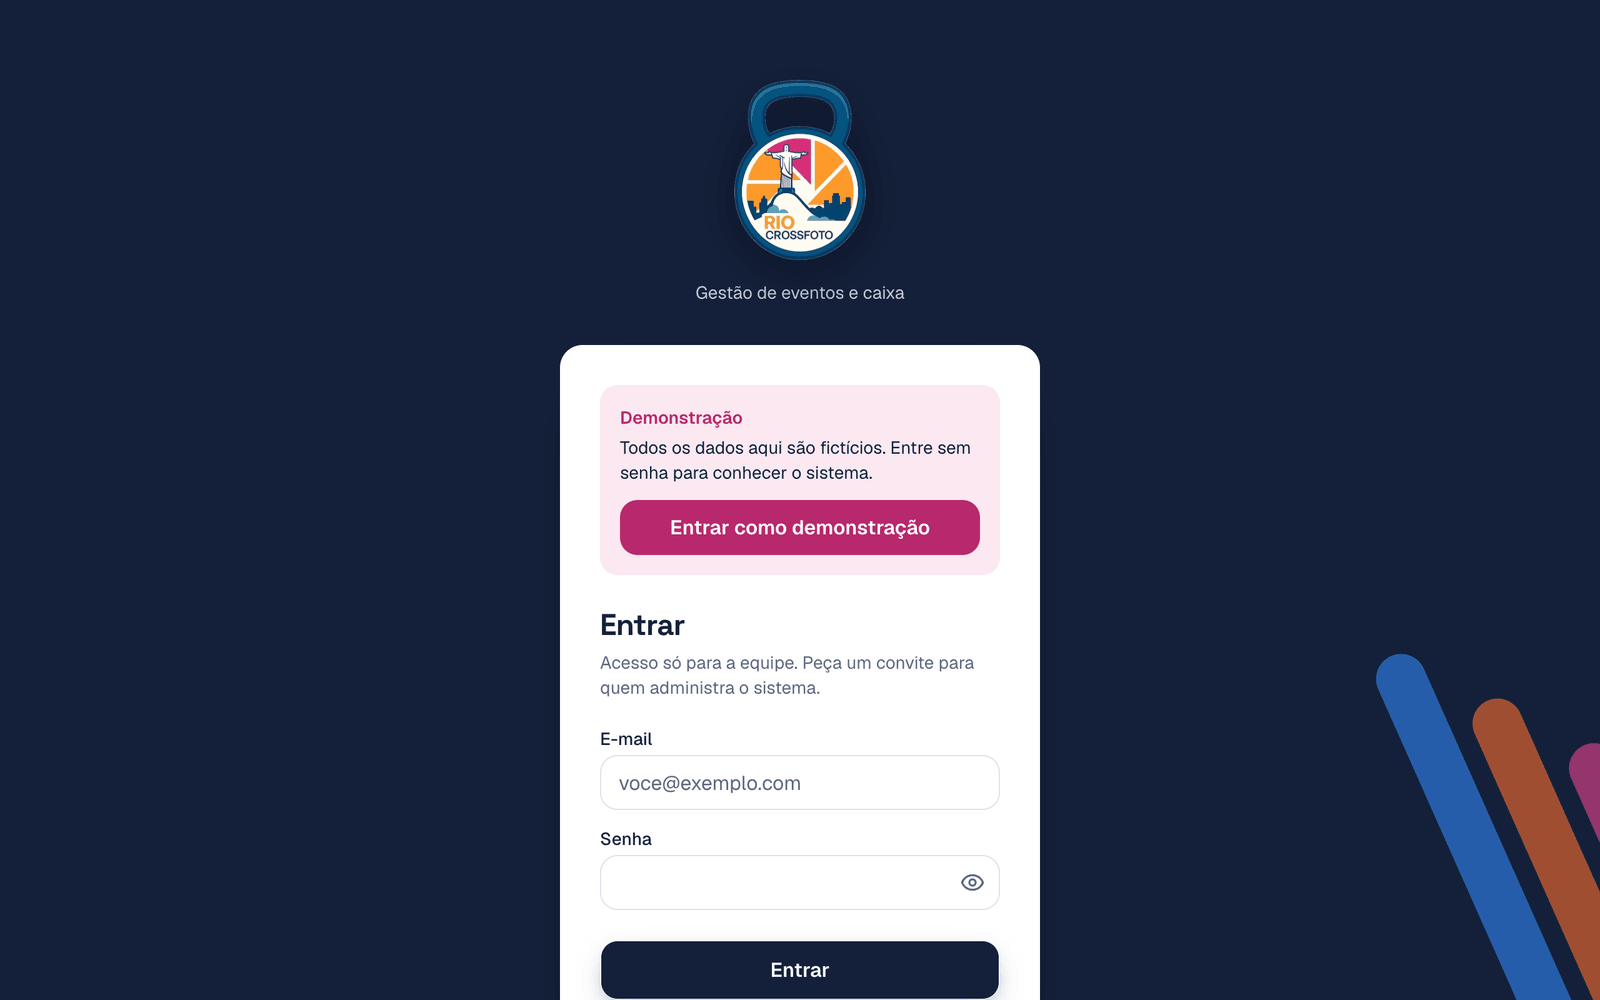 RIO
CROSSFOTO
Gestão de eventos e caixa
Demonstração
Todos os dados aqui são fictícios. Entre sem
senha para conhecer o sistema.
Entrar como demonstração
Entrar
Acesso só para a equipe. Peça um convite para
quem administra o sistema.
E-mail
voce@exemplo.com
Senha
Entrar